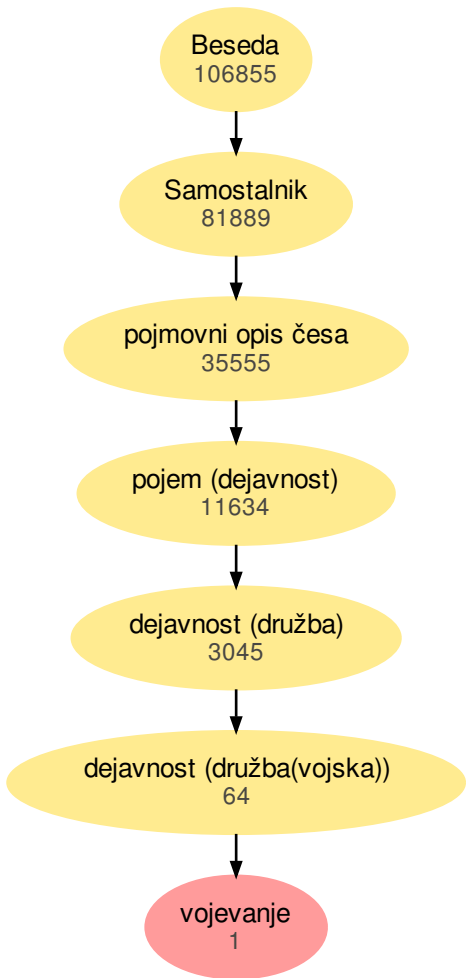 Beseda
106855
Samostalnik
81889
pojmovni opis česa
35555
pojem (dejavnost)
11634
dejavnost (družba)
3045
dejavnost (družba(vojska))
64
vojevanje
1